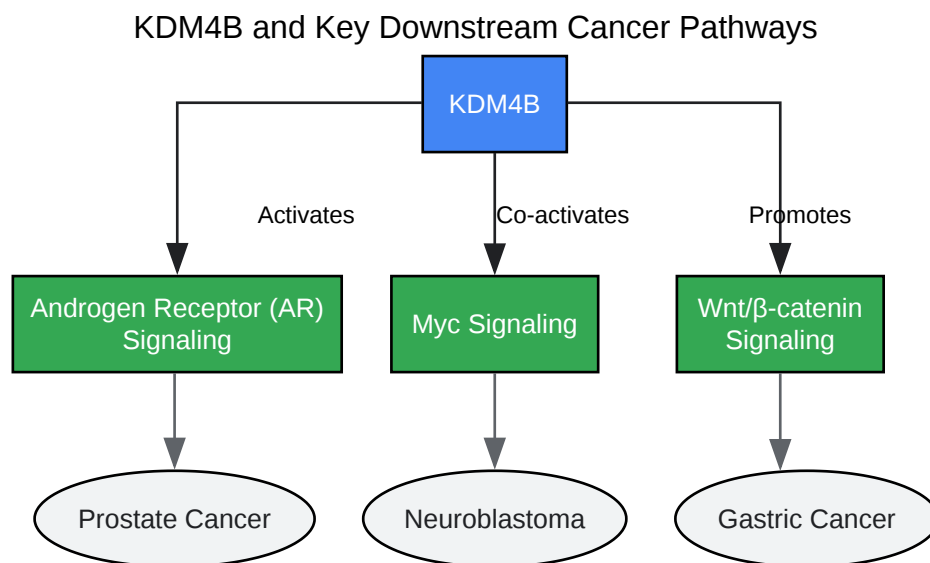 KDM4B and Key Downstream Cancer Pathways
KDM4B
Activates
Co-activates
Promotes
Androgen Receptor (AR)
Signaling
Myc Signaling
Wnt/β-catenin
Signaling
Prostate Cancer
Neuroblastoma
Gastric Cancer